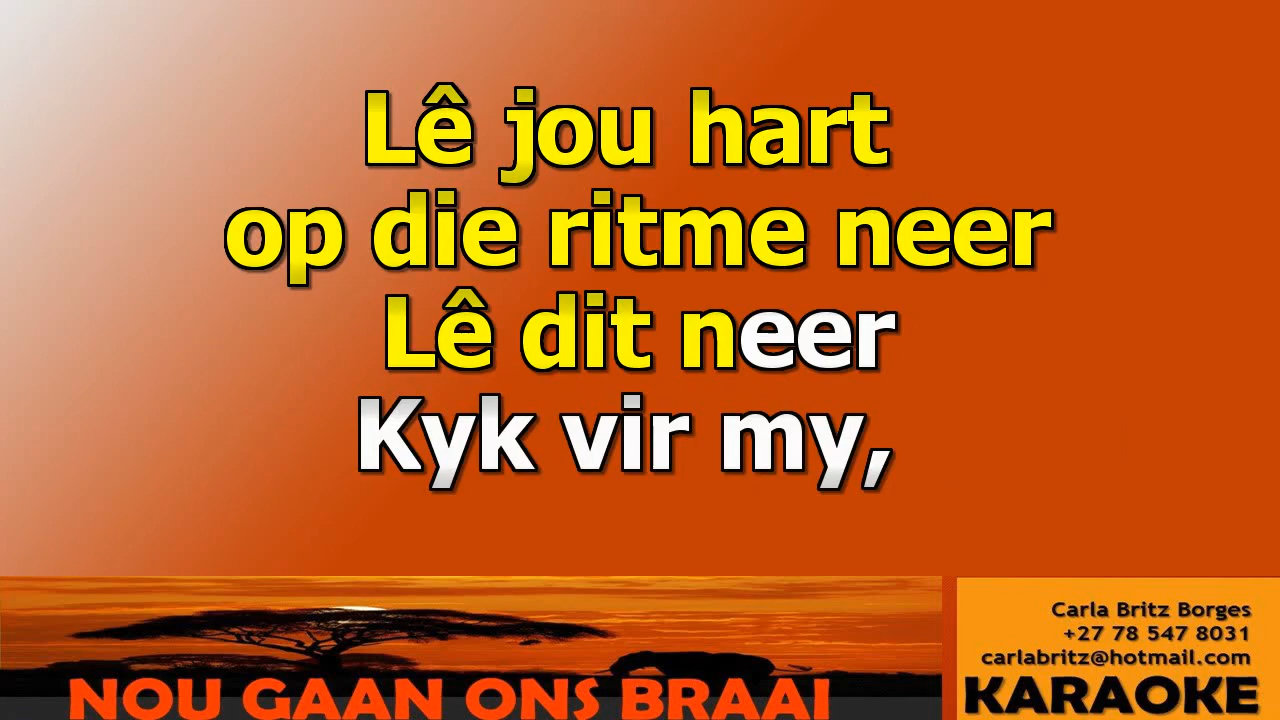 Lê jou hart
op die ritme neer
Lê dit neer
Kyk vir my,
Carla Britz Borges
+27 78 547 8031
carlabritz@hotmail.com
NOU GAAN ONS BRAAI
KARAOKE